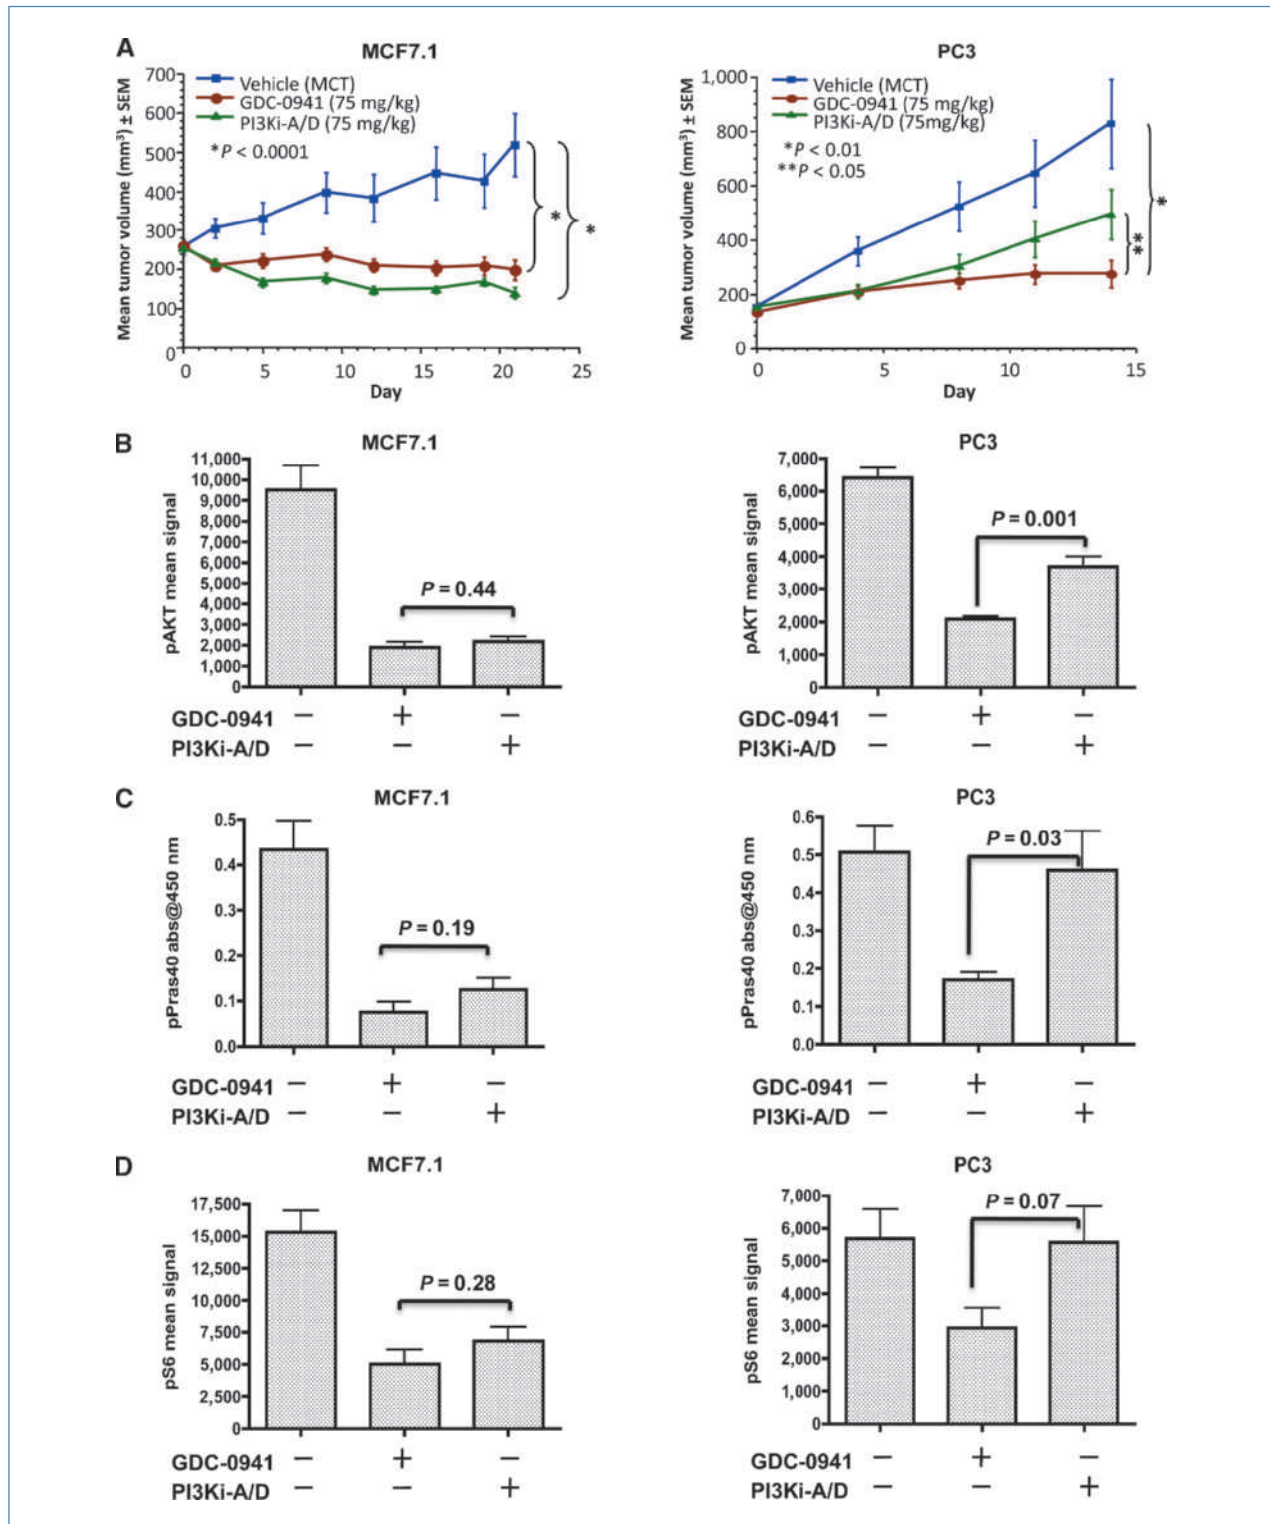 A
MCF7.1
Mean tumor volume (mm³) ± SEM
700
600
500
400
300
200
100
0
Vehicle (MCT)
GDC-0941 (75 mg/kg)
PI3Ki-A/D (75 mg/kg)
*P < 0.0001
*
*
0 5 10 15 20 25
Day
PC3
Mean tumor volume (mm³) ± SEM
1,000
800
600
400
200
0
Vehicle (MCT)
GDC-0941 (75 mg/kg)
PI3Ki-A/D (75mg/kg)
*P < 0.01
**P < 0.05
**
*
0 5 10 15
Day
B
MCF7.1
pAKT mean signal
11,000
10,000
9,000
8,000
7,000
6,000
5,000
4,000
3,000
2,000
1,000
0
P = 0.44
GDC-0941 − + −
PI3Ki-A/D − − +
PC3
pAKT mean signal
7,000
6,000
5,000
4,000
3,000
2,000
1,000
0
P = 0.001
GDC-0941 − + −
PI3Ki-A/D − − +
C
MCF7.1
pPras40 abs@450 nm
0.5
0.4
0.3
0.2
0.1
0.0
P = 0.19
GDC-0941 − + −
PI3Ki-A/D − − +
PC3
pPras40 abs@450 nm
0.6
0.5
0.4
0.3
0.2
0.1
0.0
P = 0.03
GDC-0941 − + −
PI3Ki-A/D − − +
D
MCF7.1
pS6 mean signal
17,500
15,000
12,500
10,000
7,500
5,000
2,500
0
P = 0.28
GDC-0941 − + −
PI3Ki-A/D − − +
PC3
pS6 mean signal
7,000
6,000
5,000
4,000
3,000
2,000
1,000
0
P = 0.07
GDC-0941 − + −
PI3Ki-A/D − − +